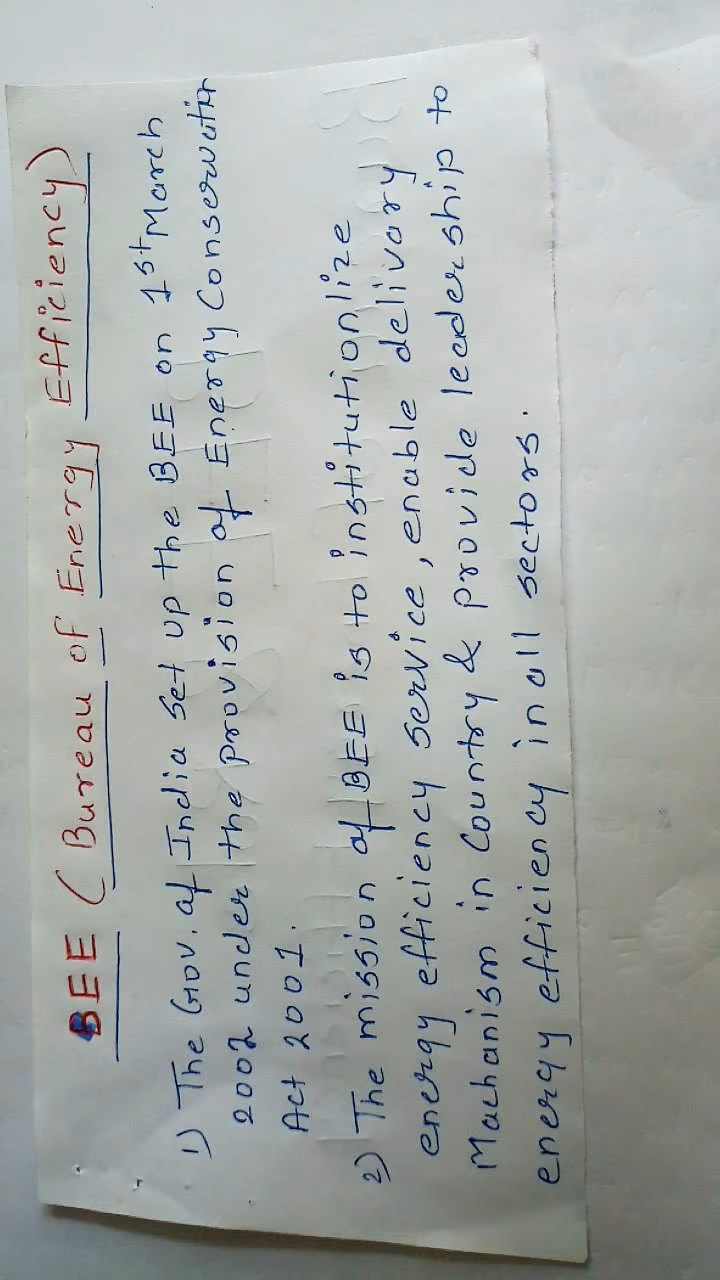 BEE (Bureau of Energy Efficiency)
1) The Gov. of India set up the BEE on 1st March
2002 under the provision of Energy Conservation
Act 2001.
2) The mission of BEE is to institutionlize
energy efficiency service, enable delivary
Machanism in Country & provide leadership to
energy efficiency in all sectors.